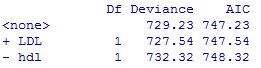 Df Deviance AIC
<none> 729.23 747.23
+ LDL 1 727.54 747.54
- hdl 1 732.32 748.32